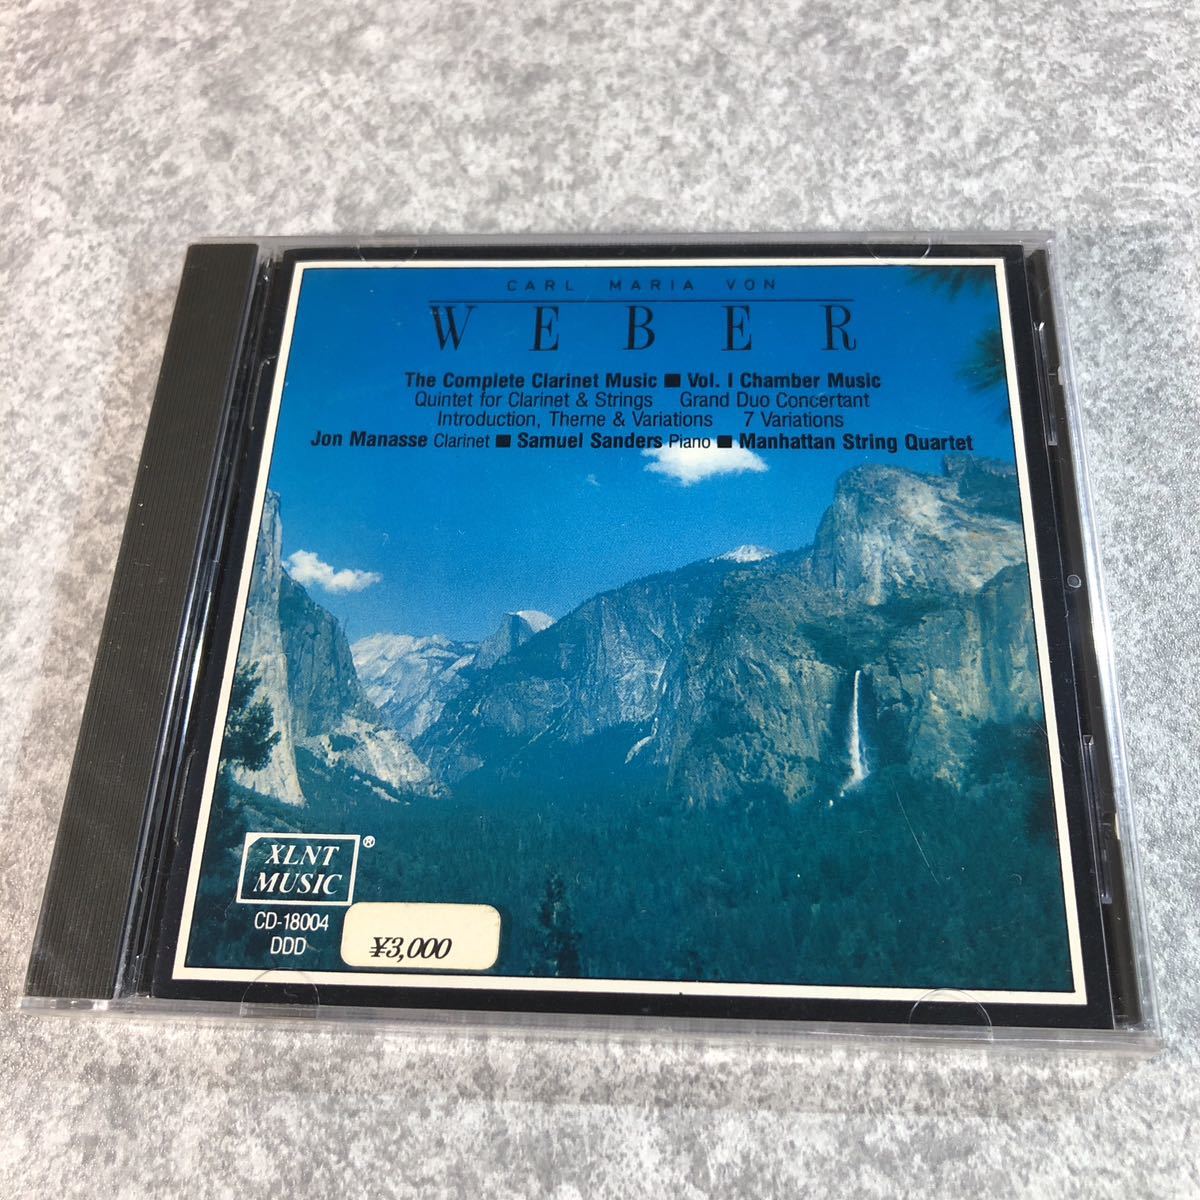 CARL MARIA VON
WEBER
The Complete Clarinet Music ■ Vol. I Chamber Music
Quintet for Clarinet & Strings Grand Duo Concertant
Introduction, Theme & Variations 7 Variations
Jon Manasse Clarinet ■ Samuel Sanders Piano ■ Manhattan String Quartet
XLNT ®
MUSIC
CD-18004
DDD
¥3,000